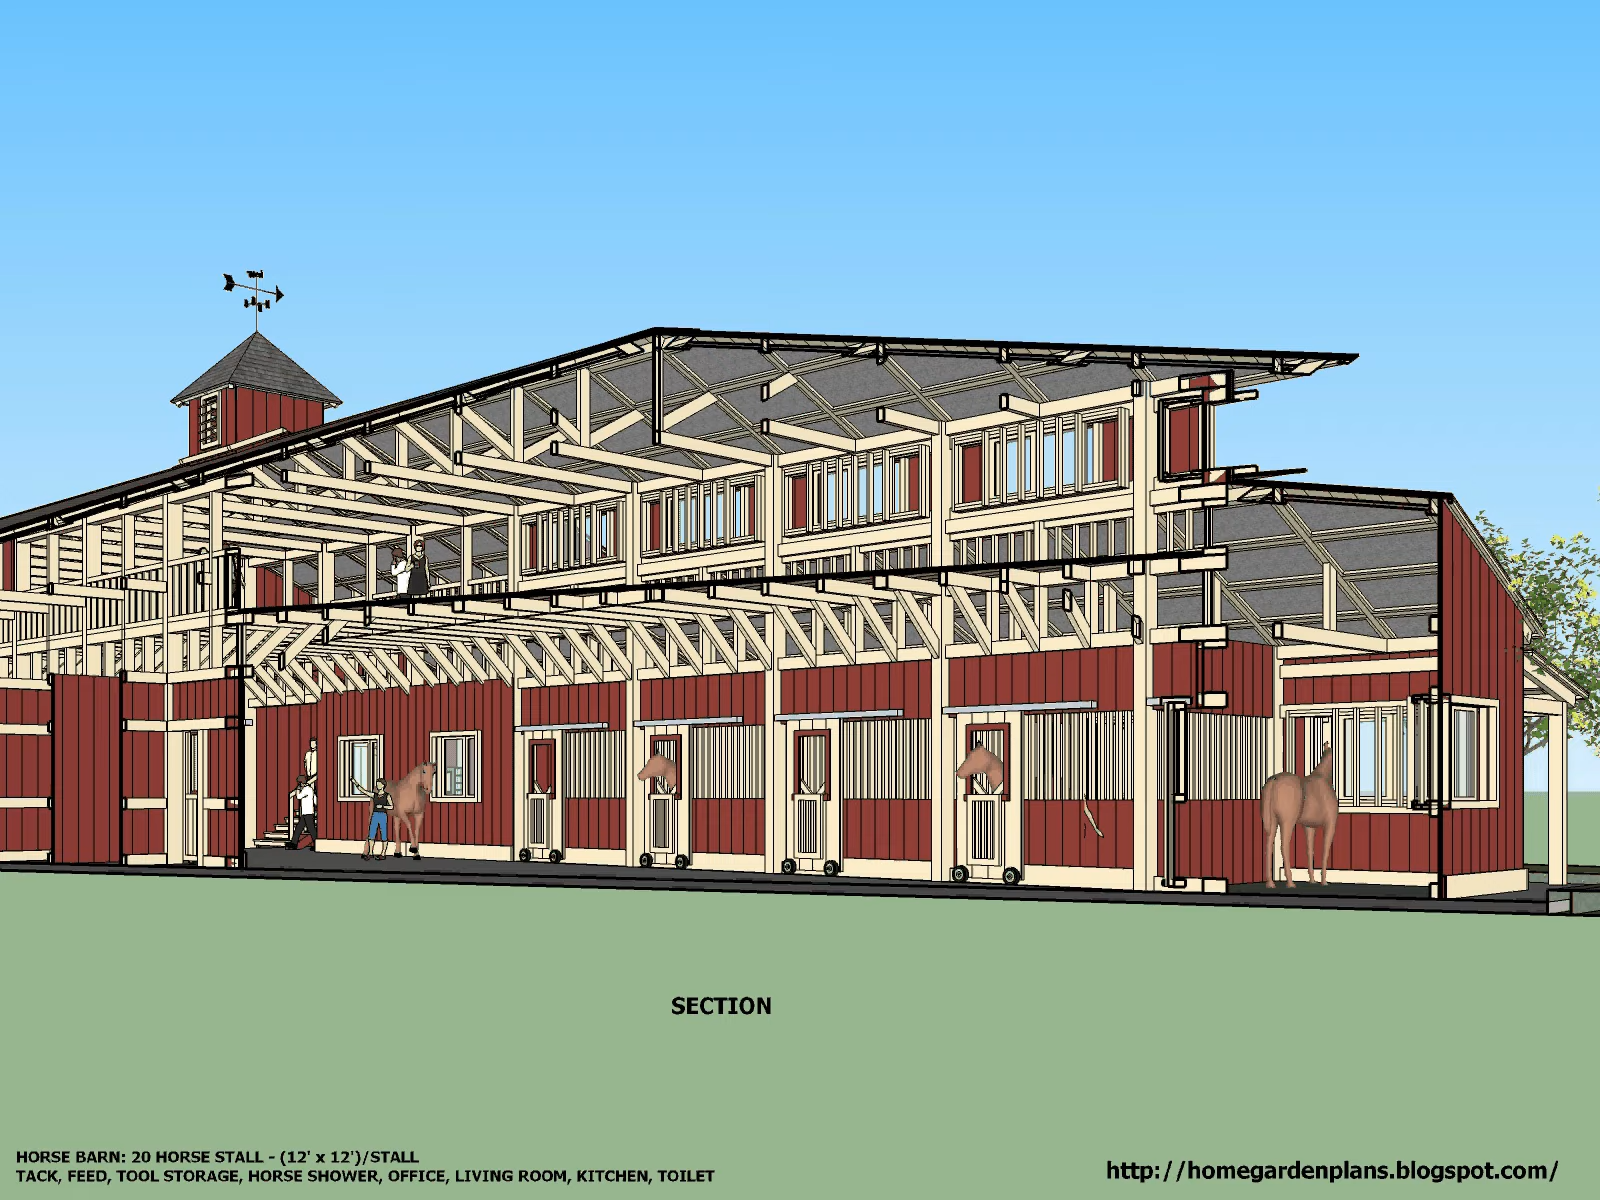 SECTION
HORSE BARN: 20 HORSE STALL - (12' x 12')/STALL
TACK, FEED, TOOL STORAGE, HORSE SHOWER, OFFICE, LIVING ROOM, KITCHEN, TOILET
http://homegardenplans.blogspot.com/